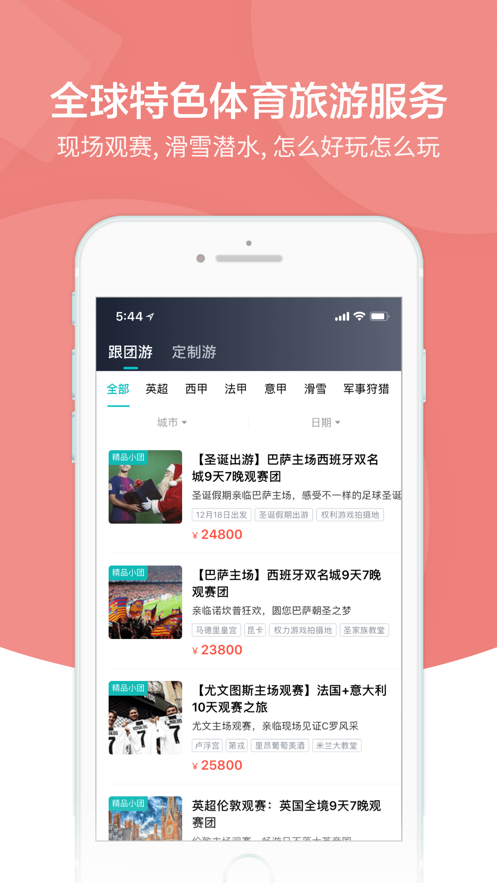 全球特色体育旅游服务
现场观赛, 滑雪潜水, 怎么好玩怎么玩
5:44
跟团游 定制游
全部 英超 西甲 法甲 意甲 滑雪 军事狩猎
城市 日期
精品小团
【圣诞出游】巴萨主场西班牙双名
城9天7晚观赛团
圣诞假期亲临巴萨主场，感受不一样的足球圣诞
12月18日出发 圣诞假期出游 权利游戏拍摄地
¥ 24800
精品小团
【巴萨主场】西班牙双名城9天7晚
观赛团
亲临诺坎普狂欢，圆您巴萨朝圣之梦
马德里皇宫 昆卡 权力游戏拍摄地 圣家族教堂
¥ 23800
精品小团
【尤文图斯主场观赛】法国+意大利
10天观赛之旅
尤文主场观赛，亲临现场见证C罗风采
卢浮宫 第戎 里昂葡萄美酒 米兰大教堂
¥ 25800
精品小团
英超伦敦观赛：英国全境9天7晚观
赛团